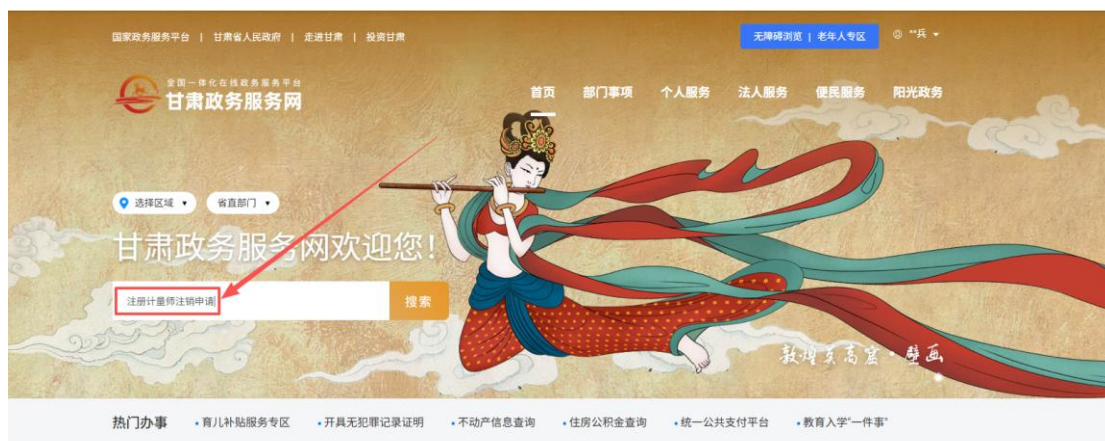 国家政务服务平台 | 甘肃省人民政府 | 走进甘肃 | 投资甘肃
无障碍浏览 | 老年人专区
**兵
全国一体化在线政务服务平台
甘肃政务服务网
首页 部门事项 个人服务 法人服务 便民服务 阳光政务
选择区域 省直部门
甘肃政务服务网欢迎您!
注册计量师注销申请
搜索
敦煌莫高窟·壁画
热门办事 ·育儿补贴服务专区 ·开具无犯罪记录证明 ·不动产信息查询 ·住房公积金查询 ·统一公共支付平台 ·教育入学“一件事”